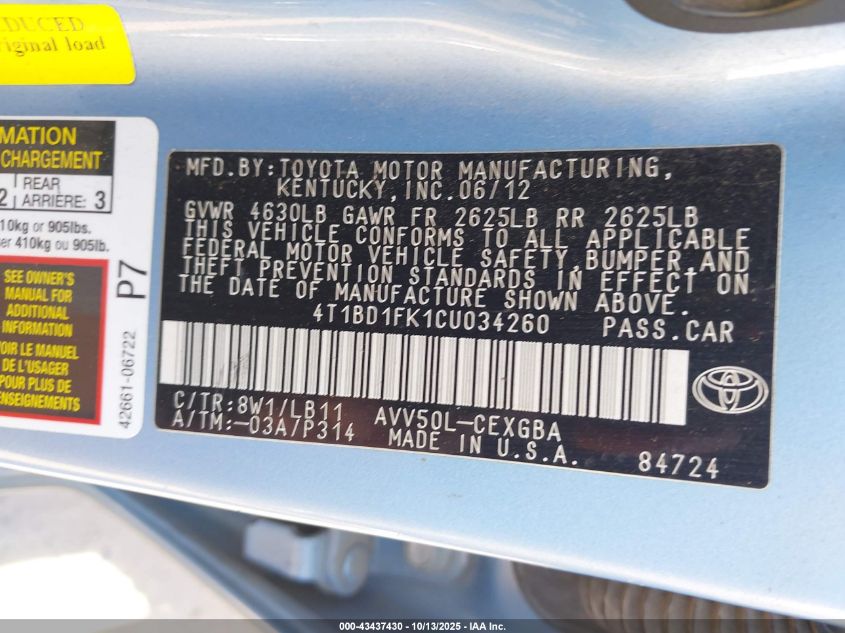 DUCED
original load
MATION
CHARGEMENT
2 REAR ARRIÈRE: 3
10kg or 905lbs.
er 410kg ou 905lb.
SEE OWNER'S
MANUAL FOR
ADDITIONAL
INFORMATION
VOIR LE MANUEL
DE L'USAGER
POUR PLUS DE
RENSEIGNEMENTS
P7
42661-06722
MFD.BY:TOYOTA MOTOR MANUFACTURING,
KENTUCKY,INC.06/12
GVWR 4630LB GAWR FR 2625LB RR 2625LB
THIS VEHICLE CONFORMS TO ALL APPLICABLE
FEDERAL MOTOR VEHICLE SAFETY,BUMPER,AND
THEFT PREVENTION STANDARDS IN EFFECT ON
THE DATE OF MANUFACTURE SHOWN ABOVE.
4T1BD1FK1CU034260 PASS.CAR
C/TR:8W1/LB11 AVV50L-CEXGBA
A/TM:-03A/P314 MADE IN U.S.A. 84724
000-43437430 - 10/13/2025 - IAA Inc.